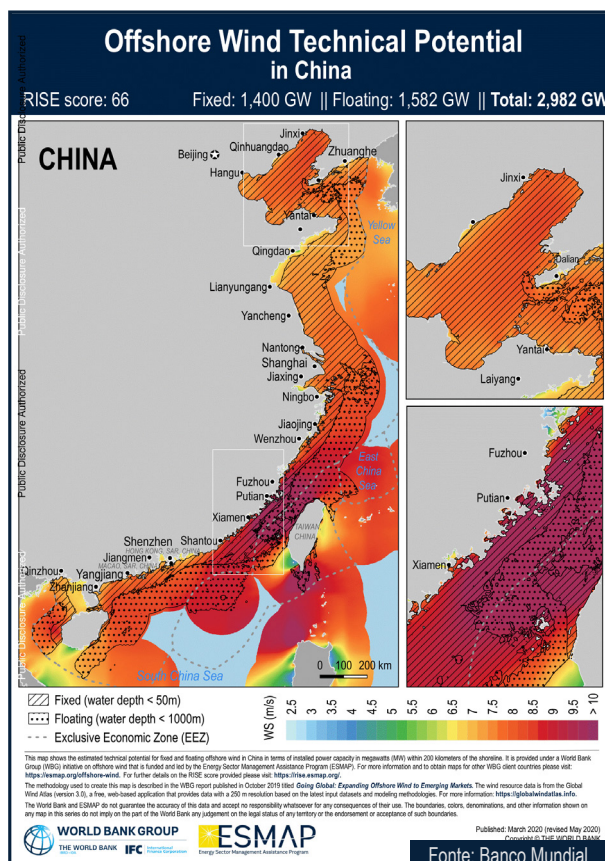 Offshore Wind Technical Potential
in China
RISE score: 66 Fixed: 1,400 GW || Floating: 1,582 GW || Total: 2,982 GW
Public Disclosure Authorized
Public Disclosure Authorized
Public Disclosure Authorized
Public Disclosure Authorized
CHINA
Jinxi
Beijing
Qinhuangdao
Zhuanghe
Hangu
Yantai
Yellow
Sea
Qingdao
Lianyungang
Yancheng
Nantong
Shanghai
Jiaxing
Ningbo
Jiaojing
Wenzhou
East
China
Sea
Fuzhou
Putian
Xiamen
TAIWAN
CHINA
Shenzhen
Shantou
HONG KONG, SAR, CHINA
Jiangmen
MACAO, SAR, CHINA
Qinzhou
Yangjiang
Zhanjiang
South China Sea
0 100 200 km
Jinxi
Dalian
Yantai
Laiyang
Fuzhou
Putian
Xiamen
Fixed (water depth < 50m)
Floating (water depth < 1000m)
Exclusive Economic Zone (EEZ)
WS (m/s)
2.5 3 3.5 4 4.5 5 5.5 6 6.5 7 7.5 8 8.5 9 9.5 > 10
This map shows the estimated technical potential for fixed and floating offshore wind in China in terms of installed power capacity in megawatts (MW) within 200 kilometers of the shoreline. It is provided under a World Bank
Group (WBG) initiative on offshore wind that is funded and led by the Energy Sector Management Assistance Program (ESMAP). For more information and to obtain maps for other WBG client countries please visit:
https://esmap.org/offshore-wind. For further details on the RISE score provided please visit: http://rise.esmap.org/.
The methodology used to create this map is described in the WBG report published in October 2019 titled Going Global: Expanding Offshore Wind to Emerging Markets. The wind resource data is from the Global
Wind Atlas (version 3.0), a free, web-based application that provides data with a 250 m resolution based on the latest input datasets and modeling methodologies. For more information: https://globalwindatlas.info.
The World Bank and ESMAP do not guarantee the accuracy of this data and accept no responsibility whatsoever for any consequences of their use. The boundaries, colors, denominations, and other information shown on
any map in this series do not imply on the part of the World Bank any judgement on the legal status of any territory or the endorsement or acceptance of such boundaries.
WORLD BANK GROUP
THE WORLD BANK
IFC International
Finance Corporation
ESMAP
Energy Sector Management Assistance Program
Published: March 2020 (revised May 2020)
Copyright © THE WORLD BANK
Fonte: Banco Mundial